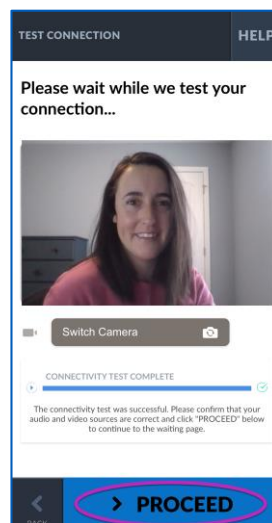 TEST CONNECTION
HELP
Please wait while we test your
connection...
Switch Camera
CONNECTIVITY TEST COMPLETE
The connectivity test was successful. Please confirm that your
audio and video sources are correct and click "PROCEED" below
to continue to the waiting page.
BACK
PROCEED